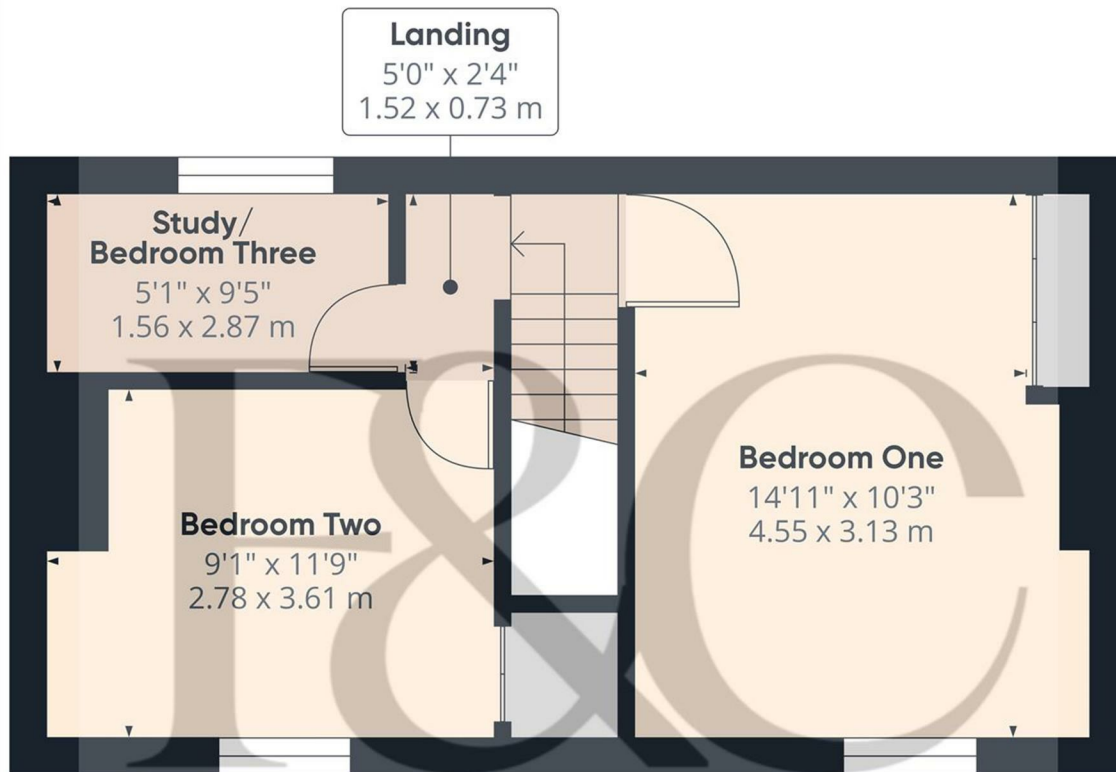 Landing
5'0" x 2'4"
1.52 x 0.73 m
Study/
Bedroom Three
5'1" x 9'5"
1.56 x 2.87 m
Bedroom One
14'11" x 10'3"
4.55 x 3.13 m
Bedroom Two
9'1" x 11'9"
2.78 x 3.61 m
F&C